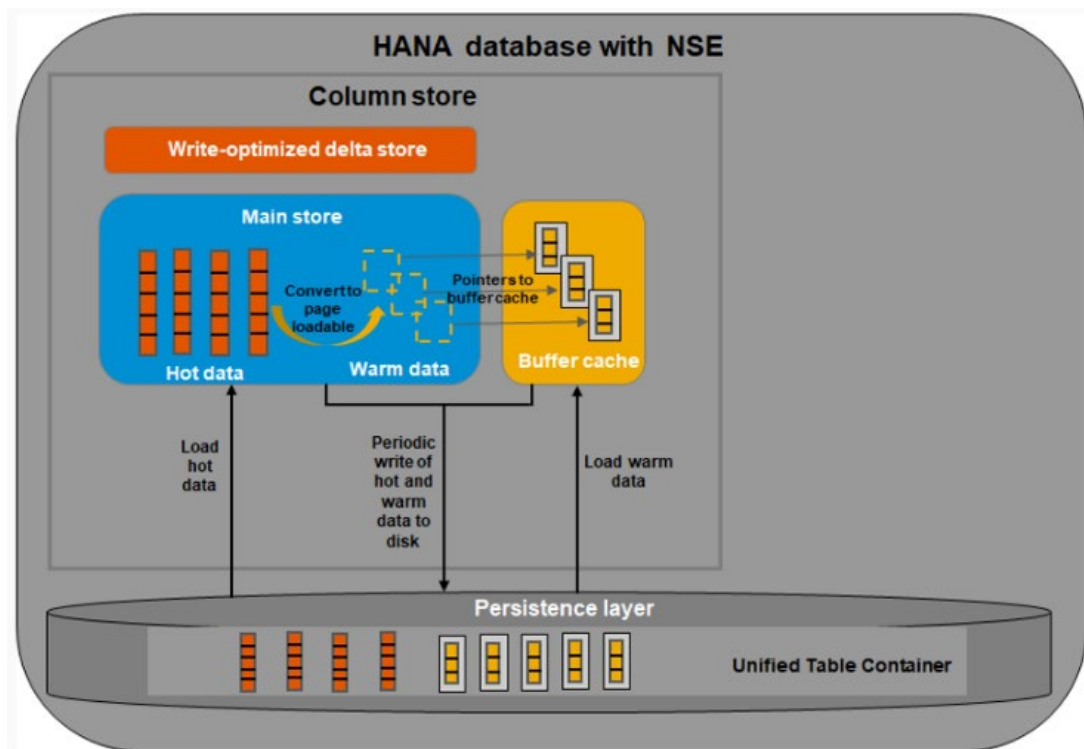 HANA database with NSE
Column store
Write-optimized delta store
Main store
Convert to
page
loadable
Pointers to
buffer cache
Hot data
Warm data
Buffer cache
Load
hot
data
Periodic
write of
hot and
warm
data to
disk
Load warm
data
Persistence layer
Unified Table Container